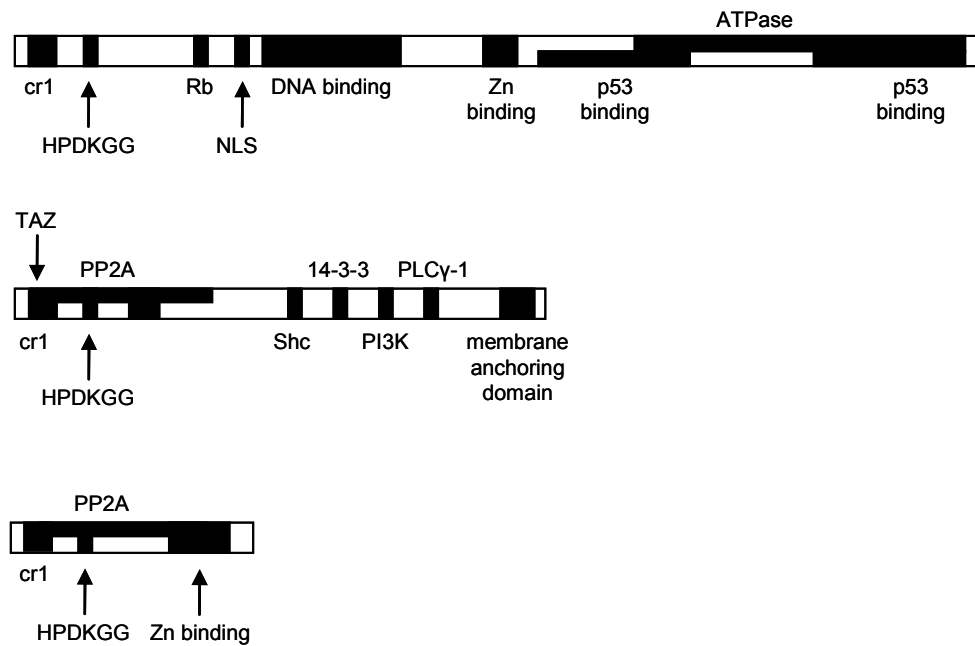 ATPase
cr1
Rb
DNA binding
Zn
binding
p53
binding
p53
binding
HPDKGG
NLS
TAZ
PP2A
14-3-3
PLCγ-1
cr1
Shc
PI3K
membrane
anchoring
domain
HPDKGG
PP2A
cr1
HPDKGG
Zn binding